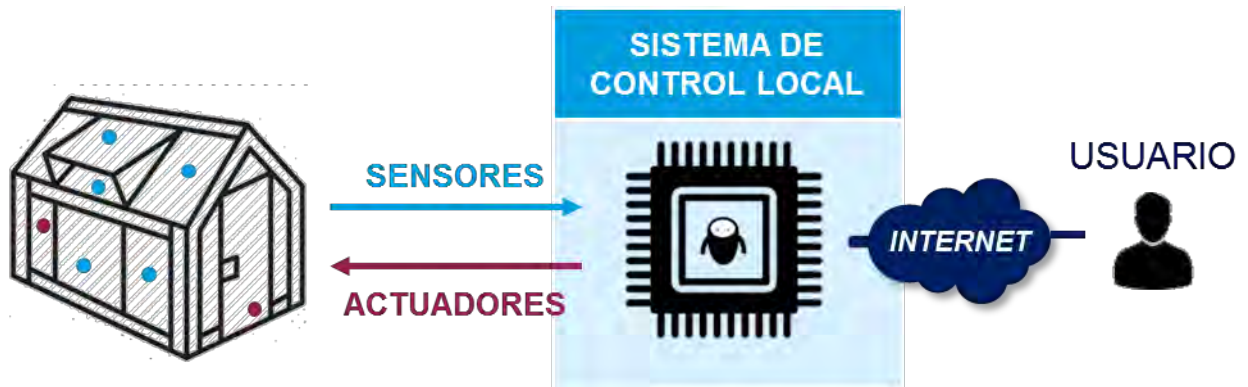 SISTEMA DE
CONTROL LOCAL
SENSORES
ACTUADORES
INTERNET
USUARIO